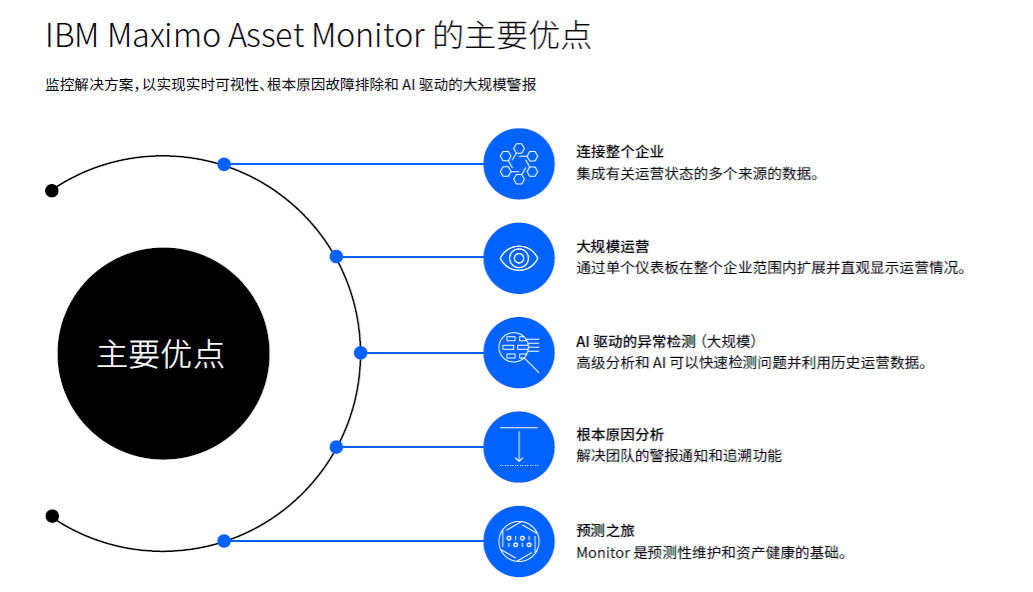 IBM Maximo Asset Monitor 的主要优点
监控解决方案，以实现实时可视性、根本原因故障排除和 AI 驱动的大规模警报
主要优点
连接整个企业
集成有关运营状态的多个来源的数据。
大规模运营
通过单个仪表板在整个企业范围内扩展并直观显示运营情况。
AI 驱动的异常检测（大规模）
高级分析和 AI 可以快速检测问题并利用历史运营数据。
根本原因分析
解决团队的警报通知和追溯功能
预测之旅
Monitor 是预测性维护和资产健康的基础。